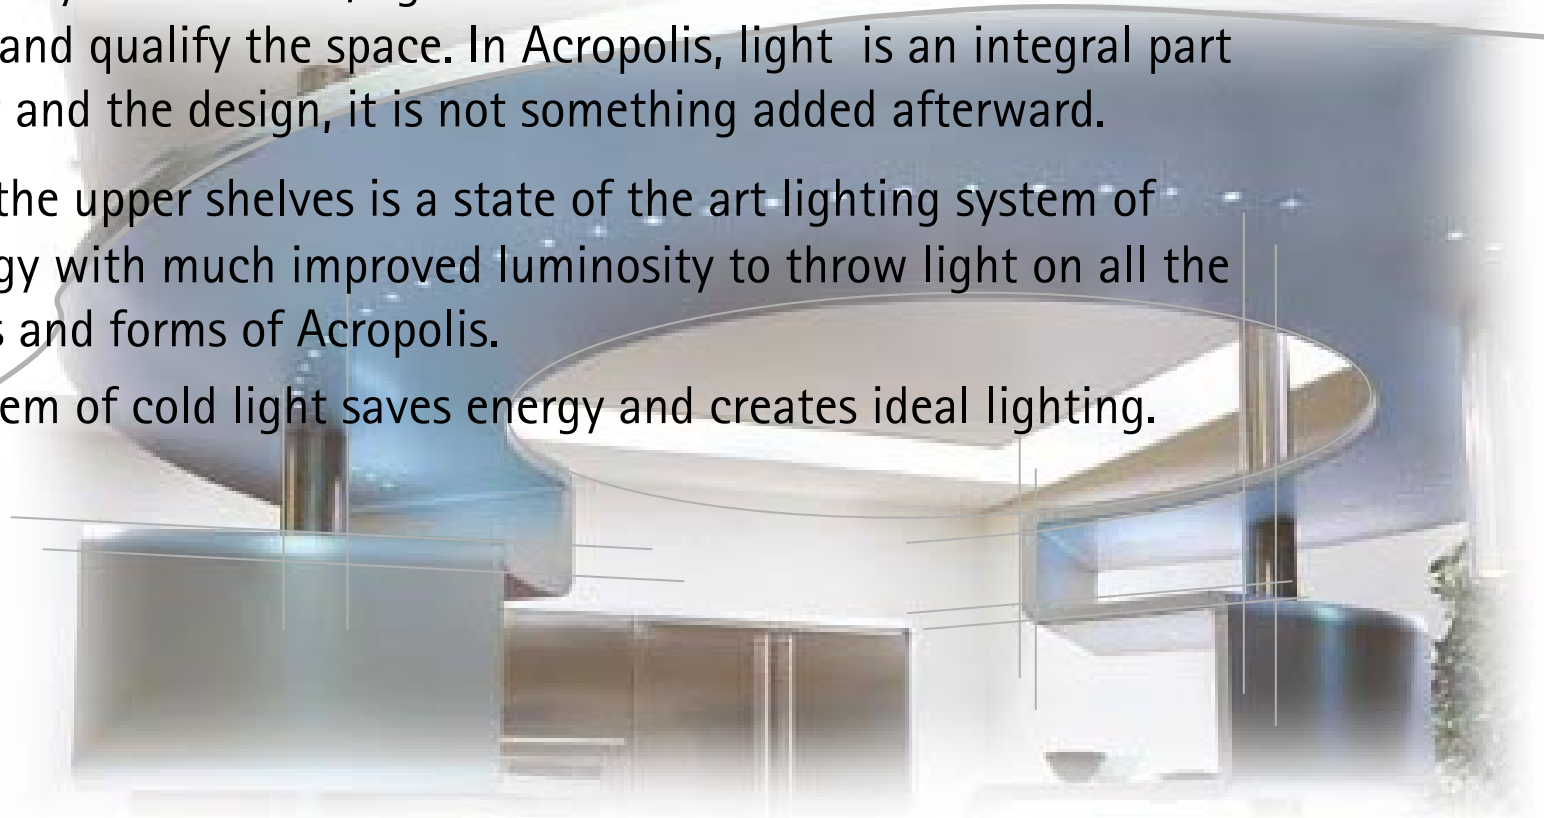 and qualify the space. In Acropolis, light is an integral part
and the design, it is not something added afterward.
the upper shelves is a state of the art lighting system of
with much improved luminosity to throw light on all the
and forms of Acropolis.
of cold light saves energy and creates ideal lighting.